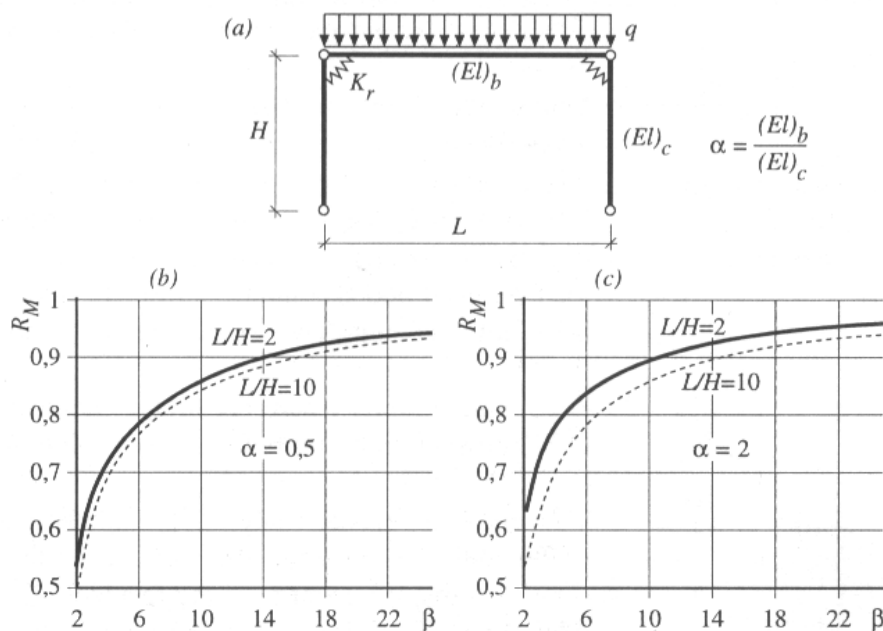 (a)
q
K_r
(EI)_b
H
(EI)_c
α = (EI)_b / (EI)_c
L
(b)
R_M
1
0,9
0,8
0,7
0,6
0,5
L/H=2
L/H=10
α = 0,5
2 6 10 14 18 22 β
(c)
R_M
1
0,9
0,8
0,7
0,6
0,5
L/H=2
L/H=10
α = 2
2 6 10 14 18 22 β